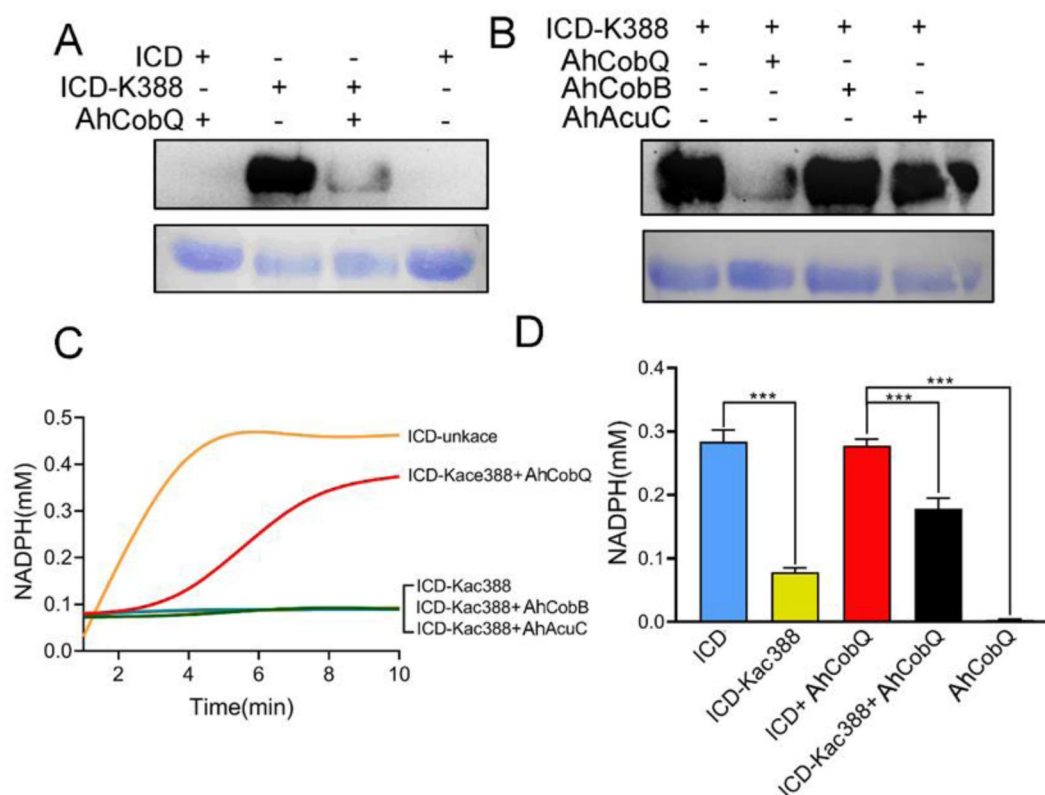 A
ICD + - - +
ICD-K388 - + + -
AhCobQ + - + -
B
ICD-K388 + + + +
AhCobQ - + - -
AhCobB - - + -
AhAcuC - - - +
C
NADPH(mM)
0.5
0.4
0.3
0.2
0.1
0.0
2 4 6 8 10
Time(min)
ICD-unkace
ICD-Kace388+AhCobQ
ICD-Kac388
ICD-Kac388+AhCobB
ICD-Kac388+AhAcuC
D
NADPH(mM)
0.4
0.3
0.2
0.1
0.0
***
***
***
ICD
ICD-Kac388
ICD+ AhCobQ
ICD-Kac388+ AhCobQ
AhCobQ